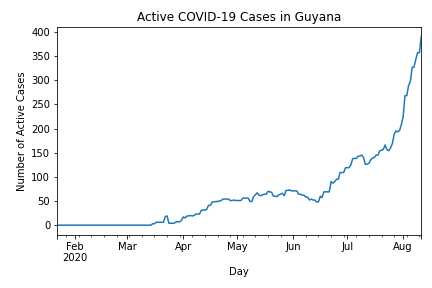 Active COVID-19 Cases in Guyana
Number of Active Cases
400
350
300
250
200
150
100
50
0
Feb Mar Apr May Jun Jul Aug
2020
Day